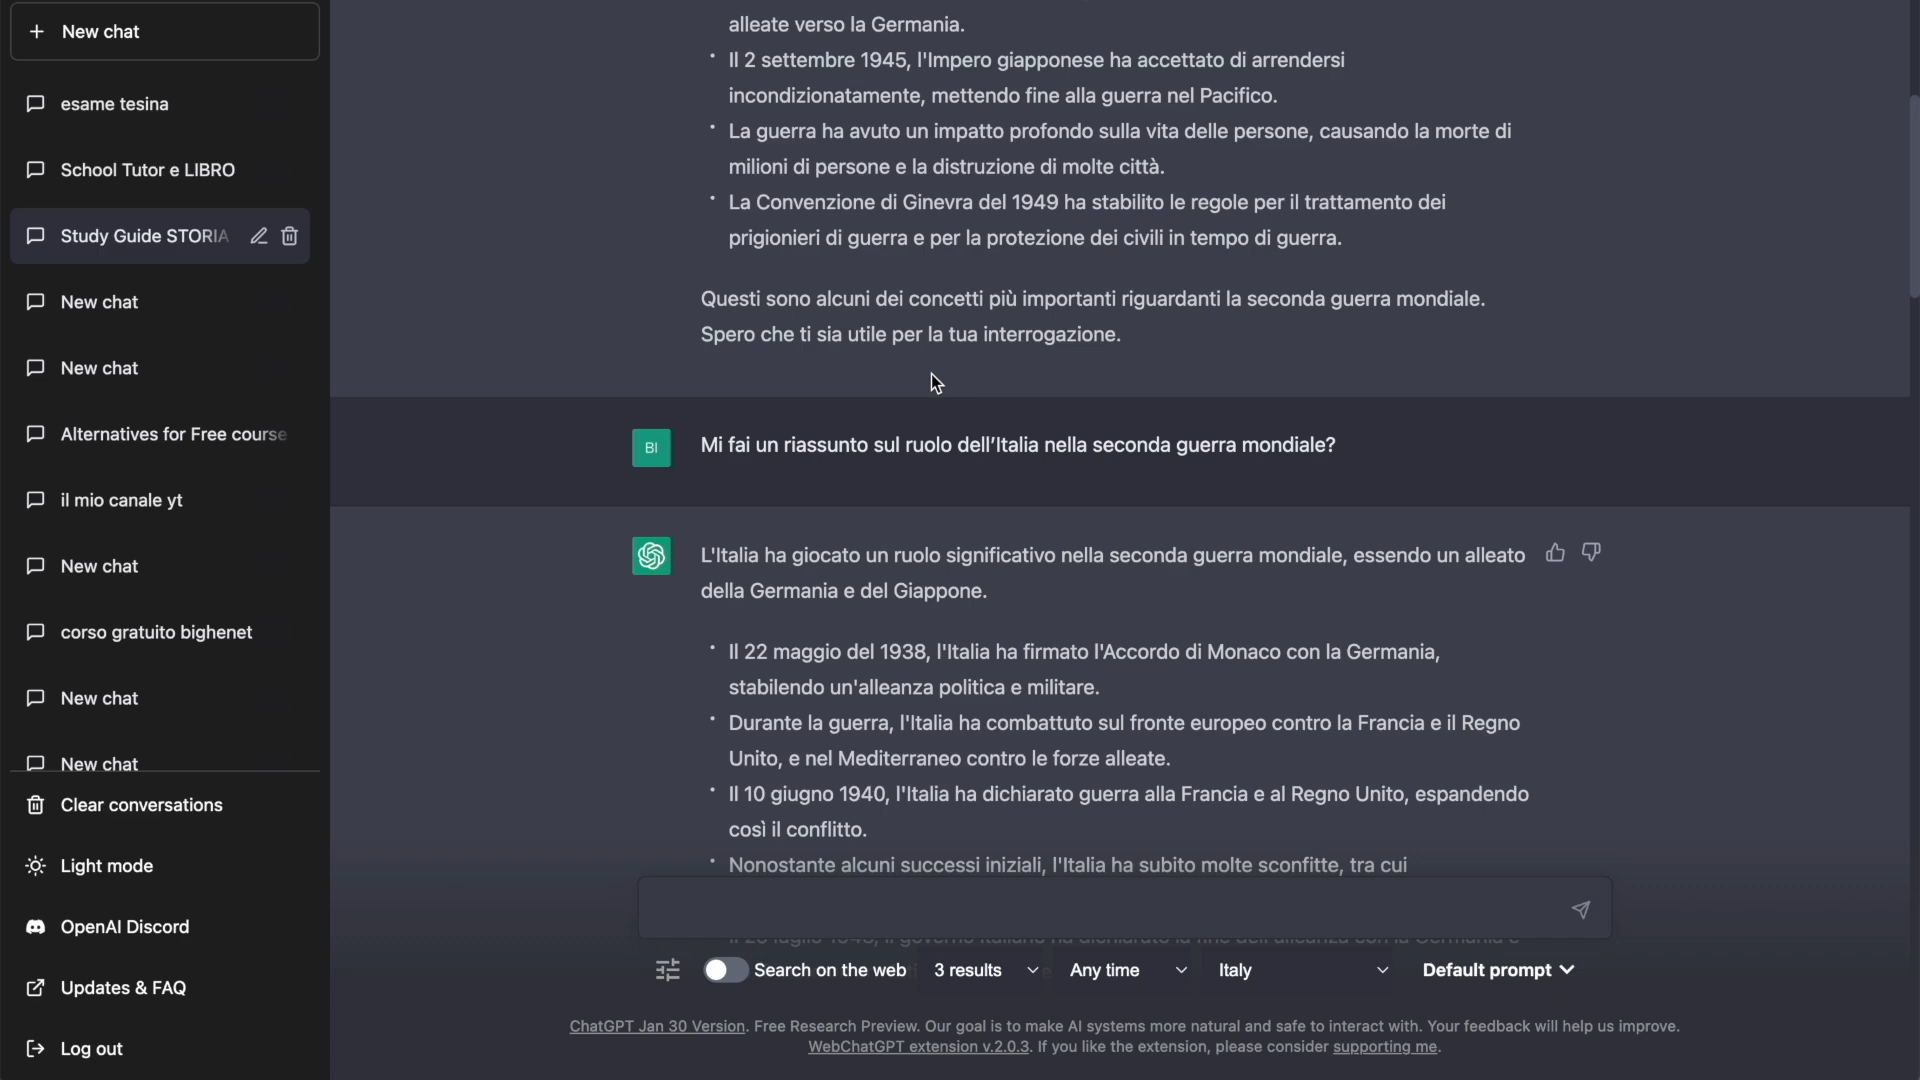 New chat
esame tesina
School Tutor e LIBRO
Study Guide STORIA
New chat
New chat
Alternatives for Free course
il mio canale yt
New chat
corso gratuito bighenet
New chat
New chat
Clear conversations
Light mode
OpenAI Discord
Updates & FAQ
Log out
alleate verso la Germania.
· Il 2 settembre 1945, l'Impero giapponese ha accettato di arrendersi
incondizionatamente, mettendo fine alla guerra nel Pacifico.
· La guerra ha avuto un impatto profondo sulla vita delle persone, causando la morte di
milioni di persone e la distruzione di molte città.
· La Convenzione di Ginevra del 1949 ha stabilito le regole per il trattamento dei
prigionieri di guerra e per la protezione dei civili in tempo di guerra.
Questi sono alcuni dei concetti più importanti riguardanti la seconda guerra mondiale.
Spero che ti sia utile per la tua interrogazione.
BI
Mi fai un riassunto sul ruolo dell'Italia nella seconda guerra mondiale?
L'Italia ha giocato un ruolo significativo nella seconda guerra mondiale, essendo un alleato
della Germania e del Giappone.
· Il 22 maggio del 1938, l'Italia ha firmato l'Accordo di Monaco con la Germania,
stabilendo un'alleanza politica e militare.
· Durante la guerra, l'Italia ha combattuto sul fronte europeo contro la Francia e il Regno
Unito, e nel Mediterraneo contro le forze alleate.
· Il 10 giugno 1940, l'Italia ha dichiarato guerra alla Francia e al Regno Unito, espandendo
così il conflitto.
· Nonostante alcuni successi iniziali, l'Italia ha subito molte sconfitte, tra cui
Search on the web 3 results Any time Italy Default prompt
ChatGPT Jan 30 Version. Free Research Preview. Our goal is to make AI systems more natural and safe to interact with. Your feedback will help us improve.
WebChatGPT extension v.2.0.3. If you like the extension, please consider supporting me.